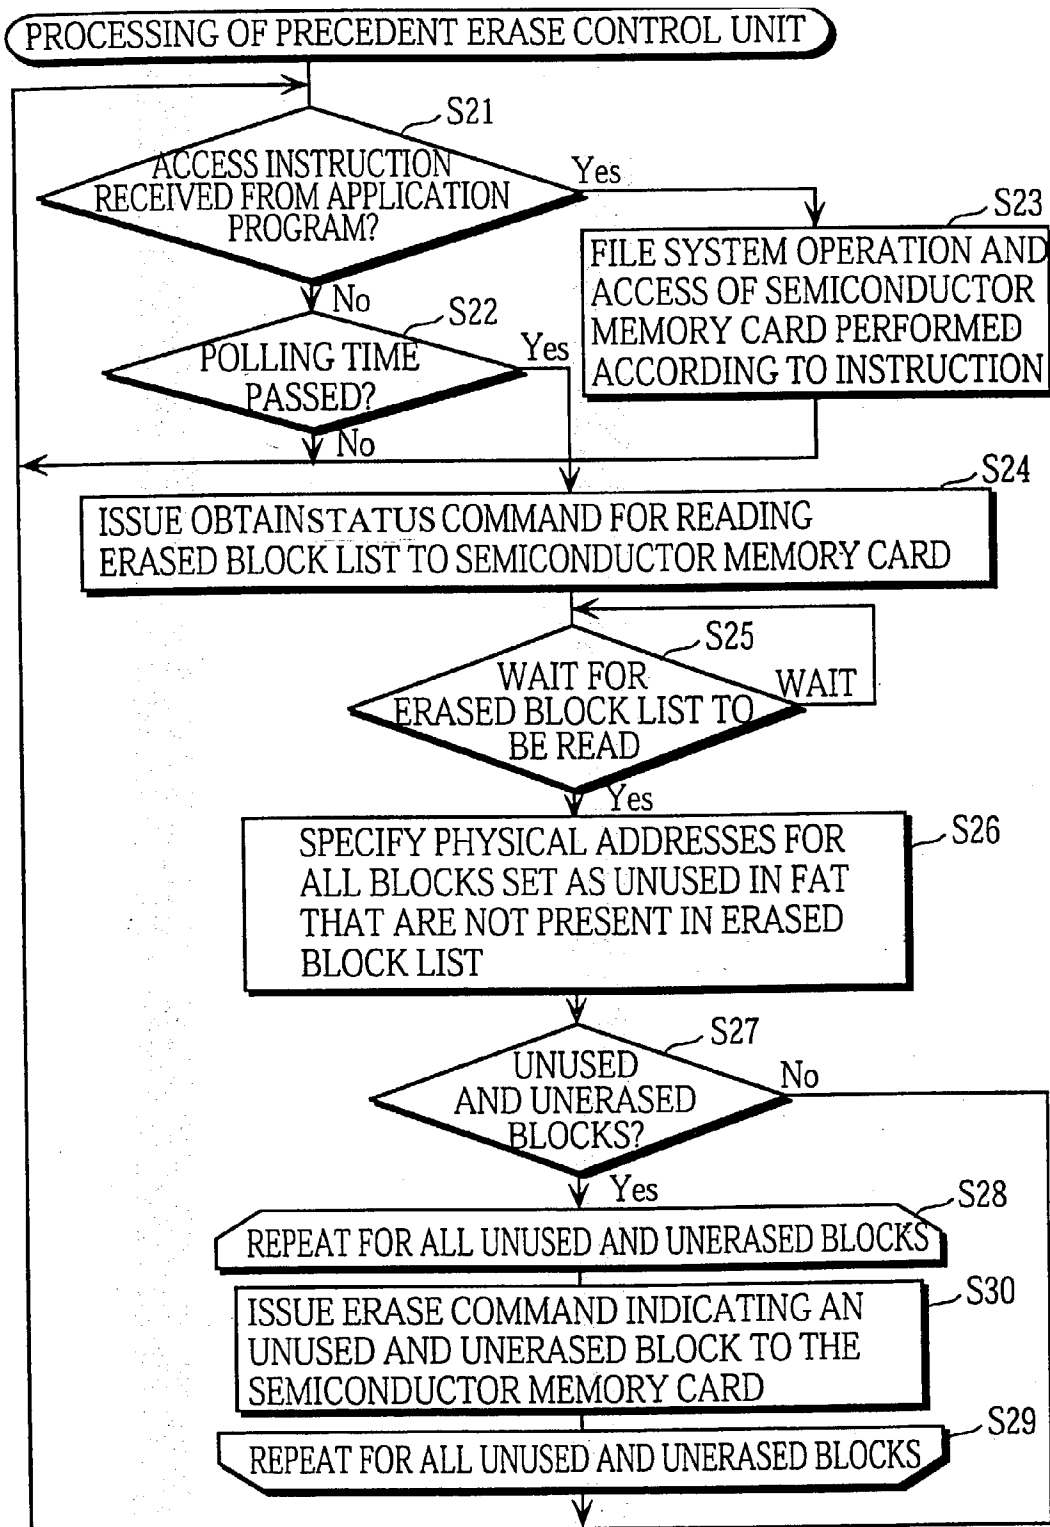 PROCESSING OF PRECEDENT ERASE CONTROL UNIT
S21
ACCESS INSTRUCTION
RECEIVED FROM APPLICATION
PROGRAM?
Yes
No
S23
FILE SYSTEM OPERATION AND
ACCESS OF SEMICONDUCTOR
MEMORY CARD PERFORMED
ACCORDING TO INSTRUCTION
S22
POLLING TIME
PASSED?
Yes
No
S24
ISSUE OBTAIN STATUS COMMAND FOR READING
ERASED BLOCK LIST TO SEMICONDUCTOR MEMORY CARD
S25
WAIT FOR
ERASED BLOCK LIST TO
BE READ
WAIT
Yes
S26
SPECIFY PHYSICAL ADDRESSES FOR
ALL BLOCKS SET AS UNUSED IN FAT
THAT ARE NOT PRESENT IN ERASED
BLOCK LIST
S27
UNUSED
AND UNERASED
BLOCKS?
No
Yes
S28
REPEAT FOR ALL UNUSED AND UNERASED BLOCKS
S30
ISSUE ERASE COMMAND INDICATING AN
UNUSED AND UNERASED BLOCK TO THE
SEMICONDUCTOR MEMORY CARD
S29
REPEAT FOR ALL UNUSED AND UNERASED BLOCKS